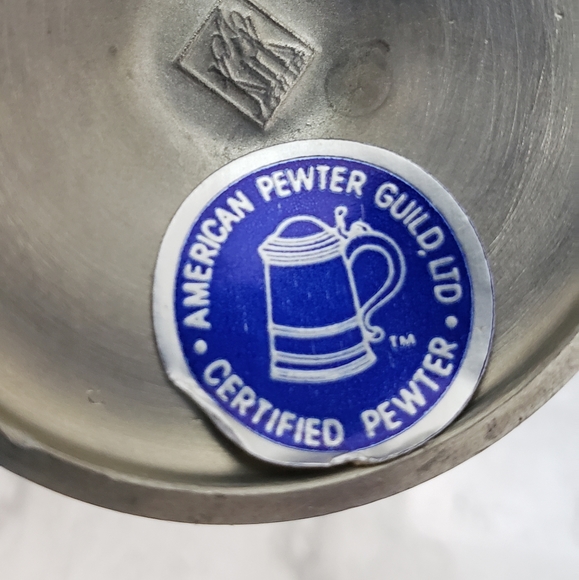 • AMERICAN PEWTER GUILD, LTD •
CERTIFIED PEWTER
TM